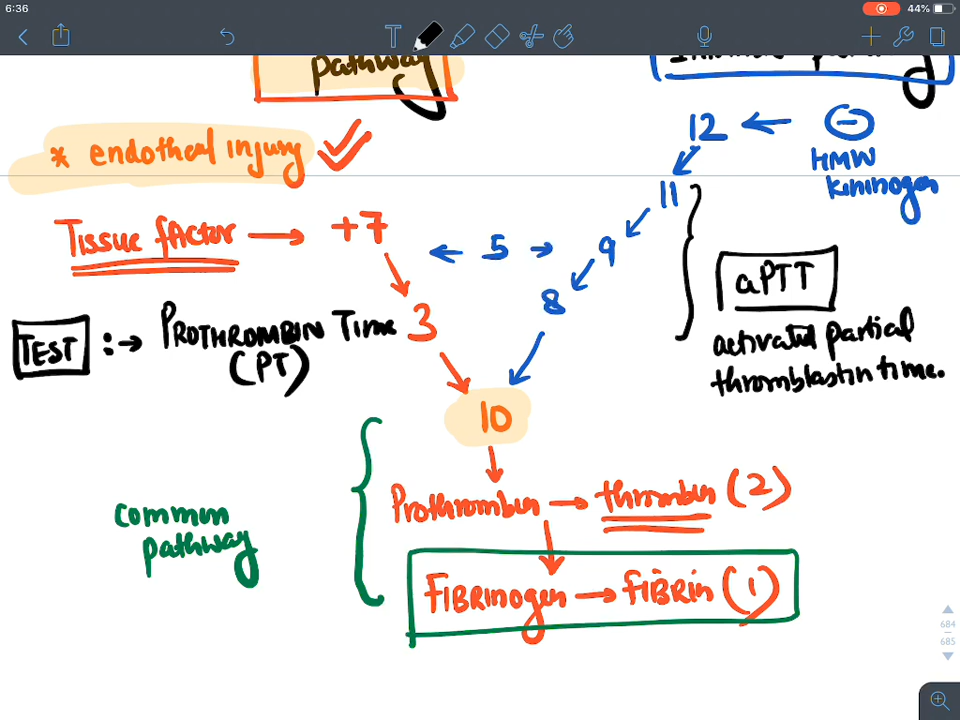 6:36
44%
T
pathway
12 ← ⊖
* endotheal injury
HMW
kininogen
11
Tissue factor → +7
← 5 → 9
aPTT
8
TEST :→ PROTHROMBIN Time 3
(PT)
activated partial
thromblastin time.
10
Prothrombin → thrombin (2)
common
pathway
FIBRINogen → FIBRIN (1)
684
685